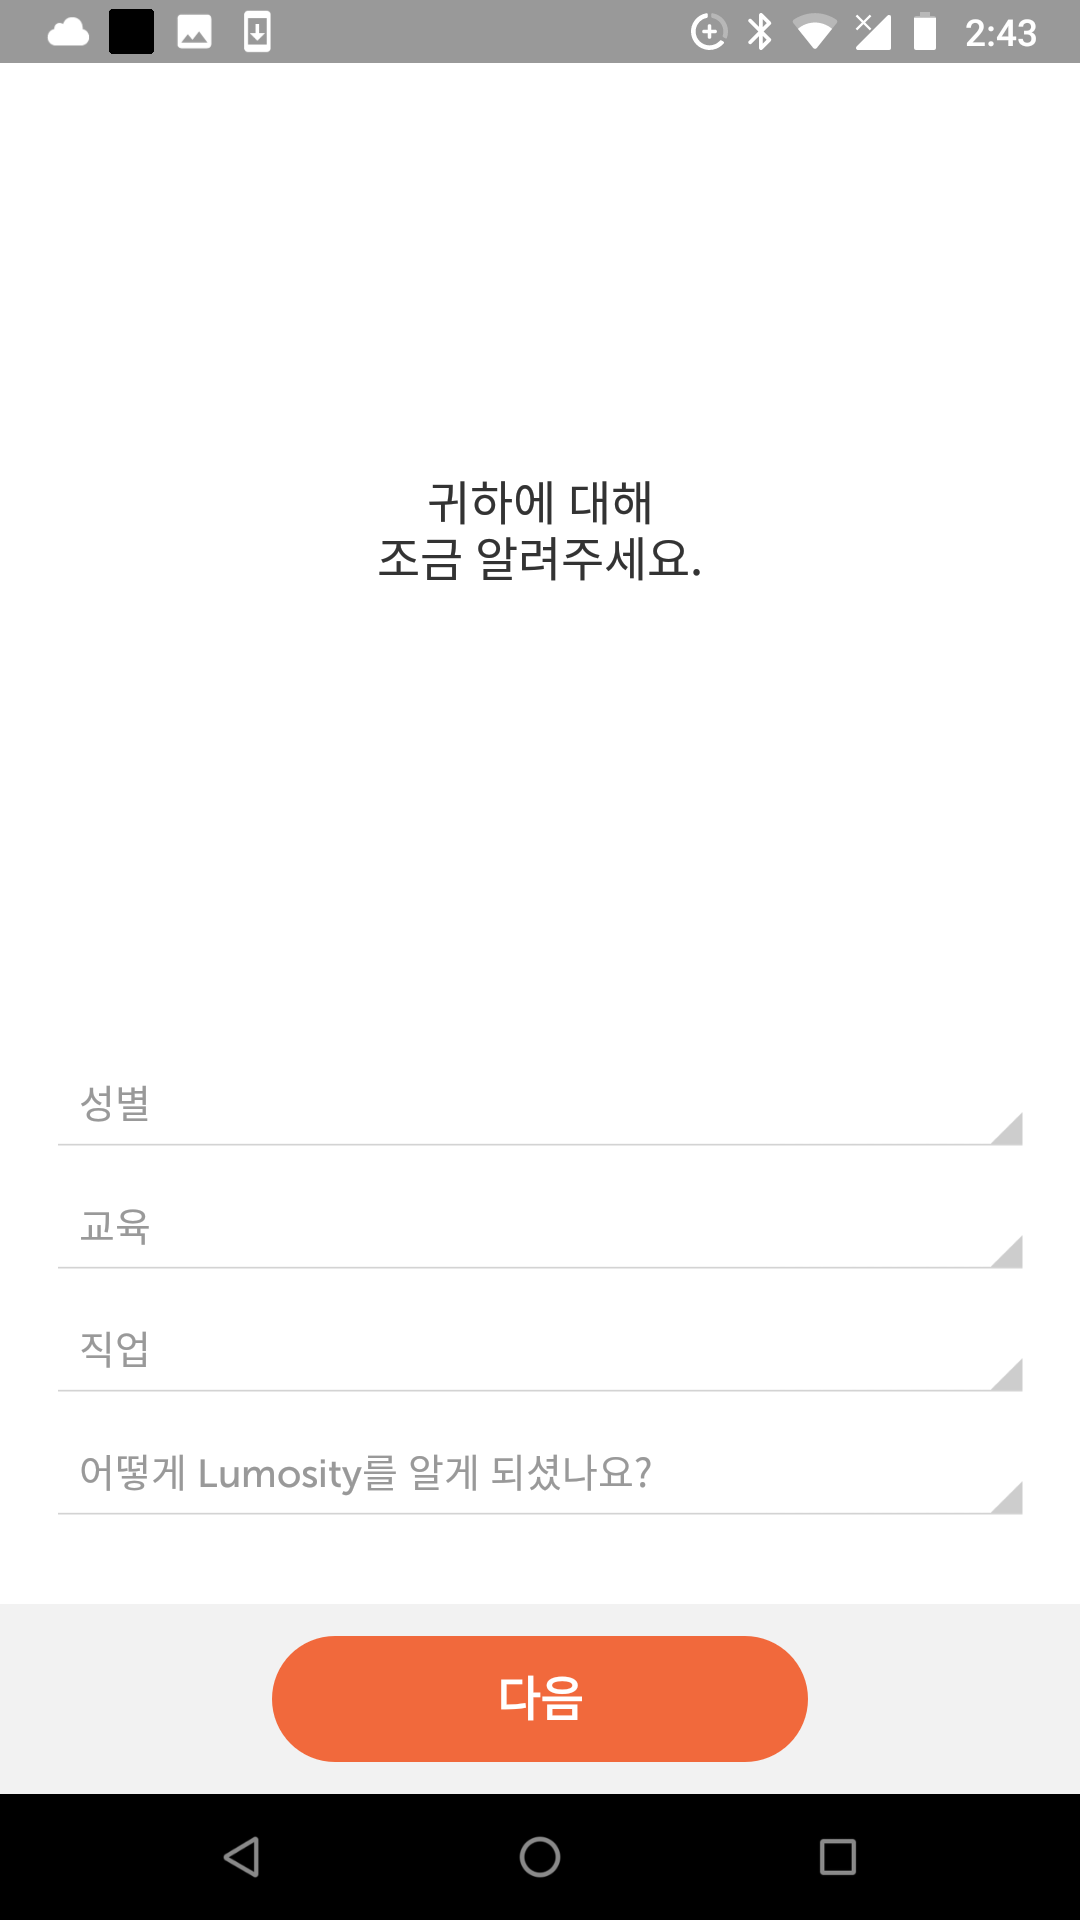 2:43
귀하에 대해
조금 알려주세요.
성별
교육
직업
어떻게 Lumosity를 알게 되셨나요?
다음